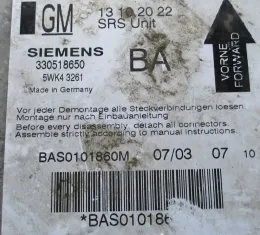 GM 13 10 20 22
SRS Unit
SIEMENS
BA
330518650
5WK4 3261
Made in Germany
VORNE
FORWARD
Vor jeder Demontage alle Steckverbindungen loesen.
Montage nur nach Einbauanleitung
Before every disassembly, detach all connectors.
Assemble strictly according to manual instructions.
BAS0101860M 07/03 07 10
*BAS010186